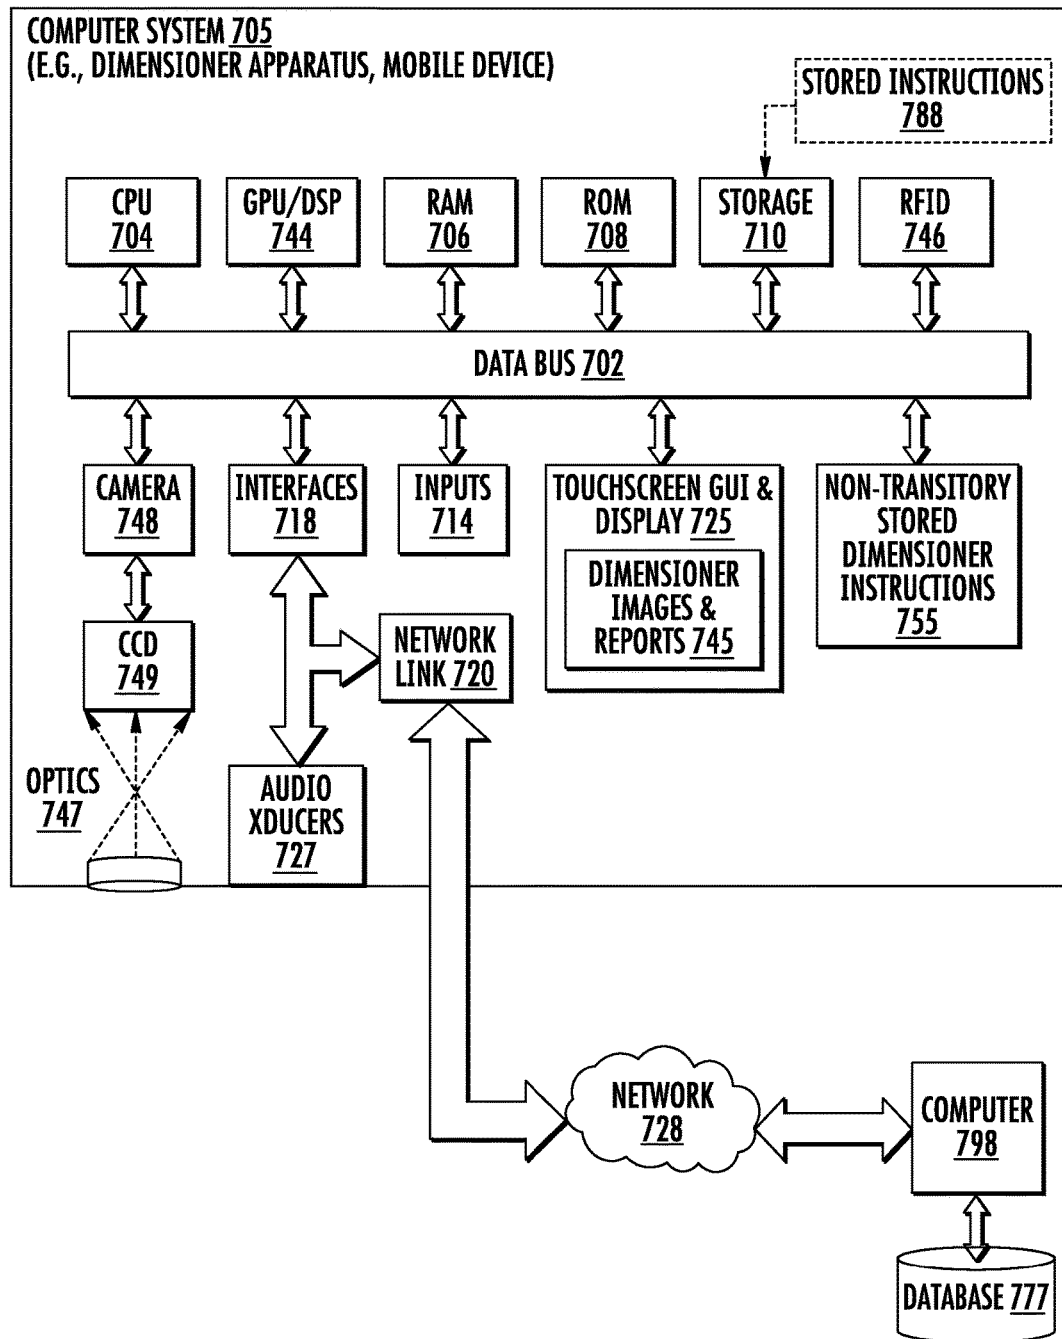 COMPUTER SYSTEM 705
(E.G., DIMENSIONER APPARATUS, MOBILE DEVICE)
STORED INSTRUCTIONS
788
CPU
704
GPU/DSP
744
RAM
706
ROM
708
STORAGE
710
RFID
746
DATA BUS 702
CAMERA
748
INTERFACES
718
INPUTS
714
TOUCHSCREEN GUI &
DISPLAY 725
DIMENSIONER
IMAGES &
REPORTS 745
NON-TRANSITORY
STORED
DIMENSIONER
INSTRUCTIONS
755
CCD
749
NETWORK
LINK 720
OPTICS
747
AUDIO
XDUCERS
727
NETWORK
728
COMPUTER
798
DATABASE 777